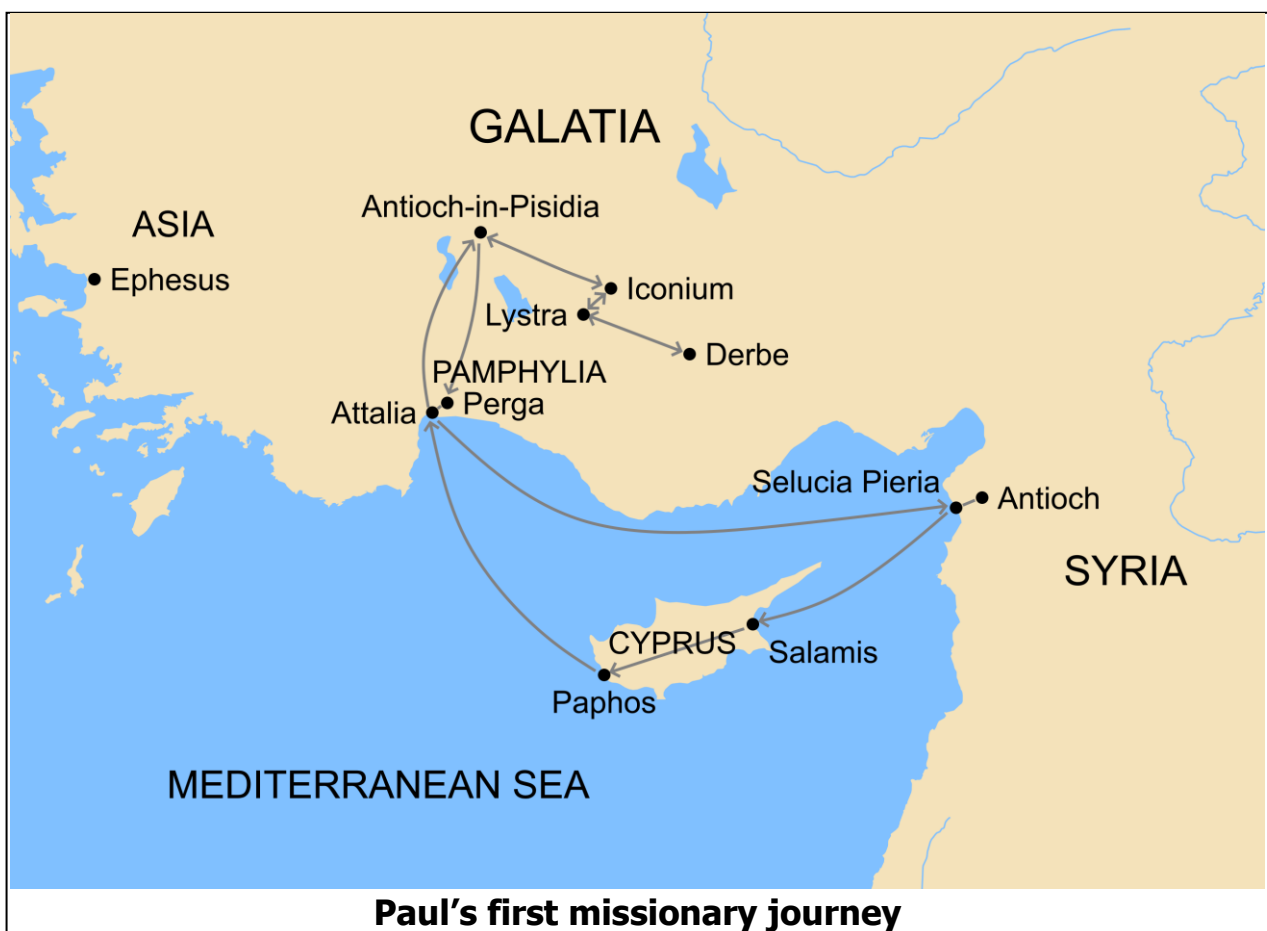 GALATIA
Antioch-in-Pisidia
ASIA
Ephesus
Iconium
Lystra
Derbe
PAMPHYLIA
Perga
Attalia
Selucia Pieria
Antioch
SYRIA
CYPRUS
Salamis
Paphos
MEDITERRANEAN SEA
Paul’s first missionary journey